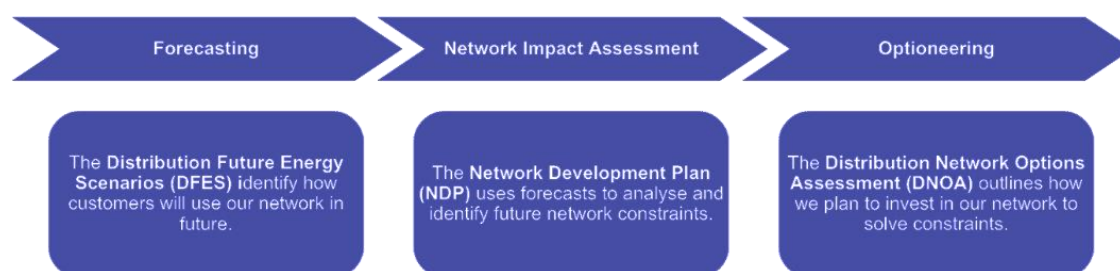 Forecasting
Network Impact Assessment
Optioneering
The Distribution Future Energy
Scenarios (DFES) identify how
customers will use our network in
future.
The Network Development Plan
(NDP) uses forecasts to analyse and
identify future network constraints.
The Distribution Network Options
Assessment (DNOA) outlines how
we plan to invest in our network to
solve constraints.